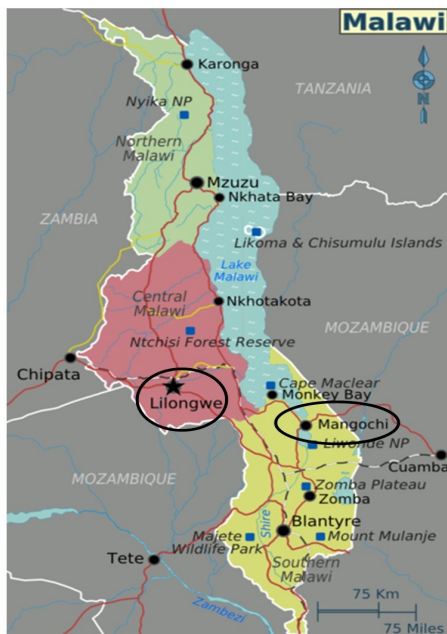 Malawi
N
Karonga
TANZANIA
Nyika NP
Northern
Malawi
Mzuzu
Nkhata Bay
ZAMBIA
Likoma & Chisumulu Islands
Lake
Malawi
Central
Malawi
Nkhotakota
MOZAMBIQUE
Ntchisi Forest Reserve
Chipata
Cape Maclear
Monkey Bay
Lilongwe
Mangochi
Liwonde NP
Cuamba
MOZAMBIQUE
Zomba Plateau
Zomba
Shire
Blantyre
Majete
Wildlife Park
Mount Mulanje
Tete
Southern
Malawi
Zambezi
75 Km
75 Miles